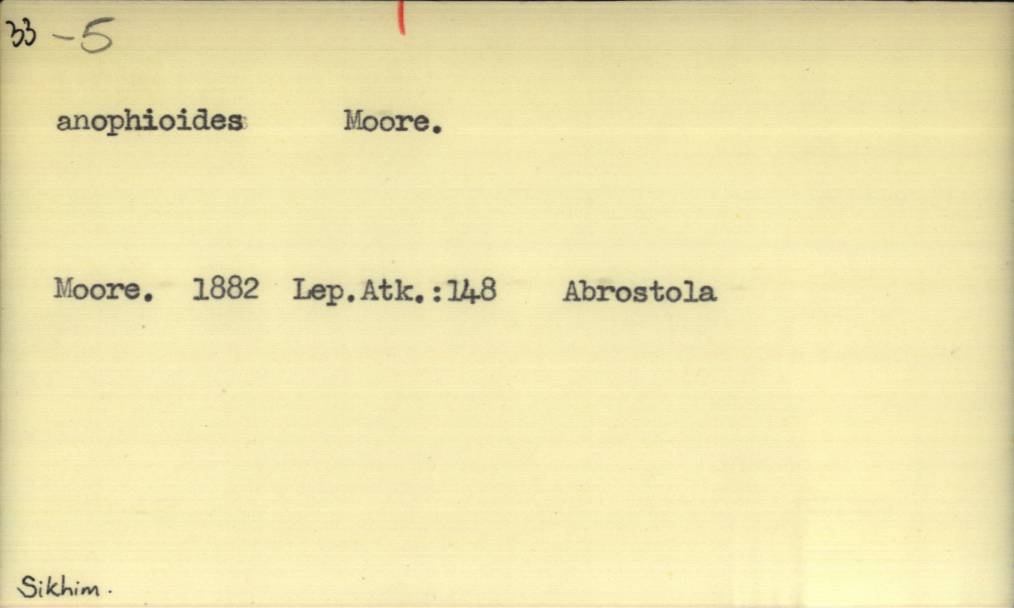 33 -5
anophioides Moore.
Moore. 1882 Lep.Atk.:148 Abrostola
Sikhim.